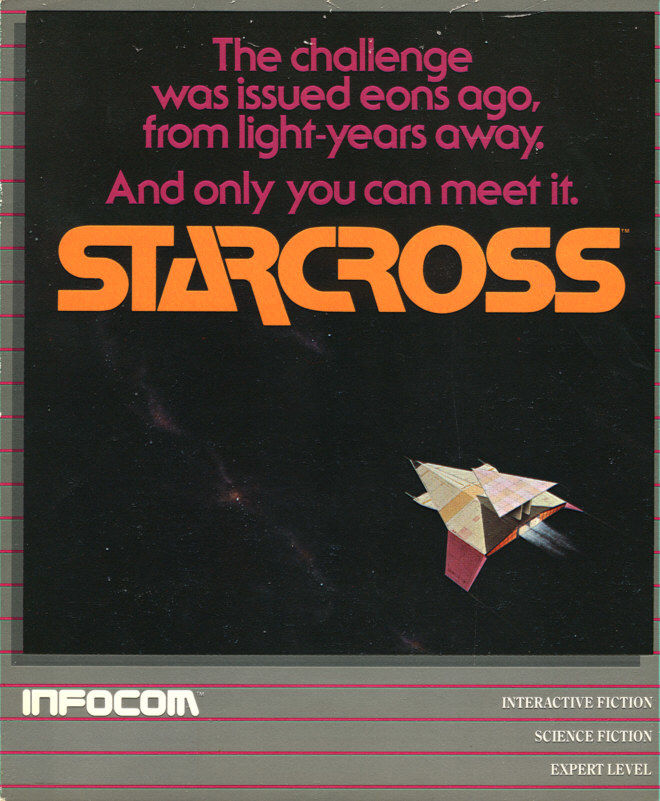 The challenge
was issued eons ago,
from light-years away.
And only you can meet it.
STARCROSS™
INFOCOM™
INTERACTIVE FICTION
SCIENCE FICTION
EXPERT LEVEL